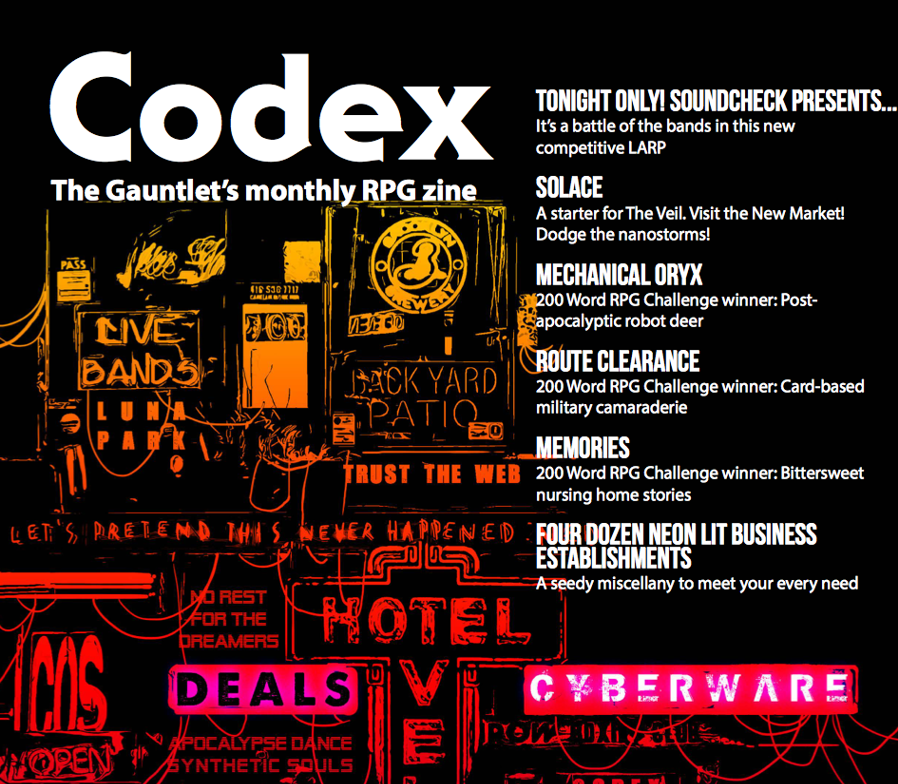 Codex
The Gauntlet's monthly RPG zine
TONIGHT ONLY! SOUNDCHECK PRESENTS...
It's a battle of the bands in this new
competitive LARP
SOLACE
A starter for The Veil. Visit the New Market!
Dodge the nanostorms!
MECHANICAL ORYX
200 Word RPG Challenge winner: Post-
apocalyptic robot deer
ROUTE CLEARANCE
200 Word RPG Challenge winner: Card-based
military camaraderie
MEMORIES
200 Word RPG Challenge winner: Bittersweet
nursing home stories
FOUR DOZEN NEON LIT BUSINESS
ESTABLISHMENTS
A seedy miscellany to meet your every need
PASS
BROOKLYN
BREWERY
LIVE
BANDS
LUNA
PARK
BACKYARD
PATIO
TRUST THE WEB
LET'S PRETEND THIS NEVER HAPPENED
NO REST
FOR THE
DREAMERS
HOTEL
DEALS
CYBERWARE
OPEN
APOCALYPSE DANCE
SYNTHETIC SOULS